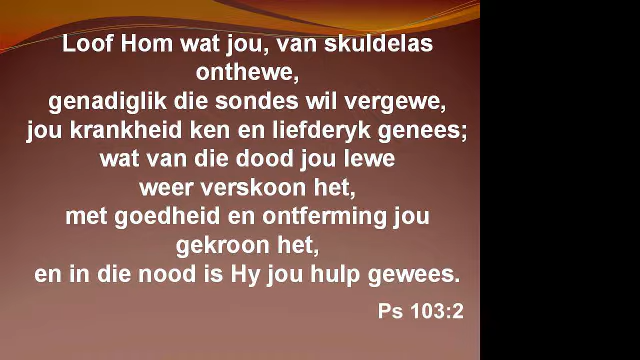 Loof Hom wat jou, van skuldelas
onthewe,
genadiglik die sondes wil vergewe,
jou krankheid ken en liefderyk genees;
wat van die dood jou lewe
weer verskoon het,
met goedheid en ontferming jou
gekroon het,
en in die nood is Hy jou hulp gewees.
Ps 103:2